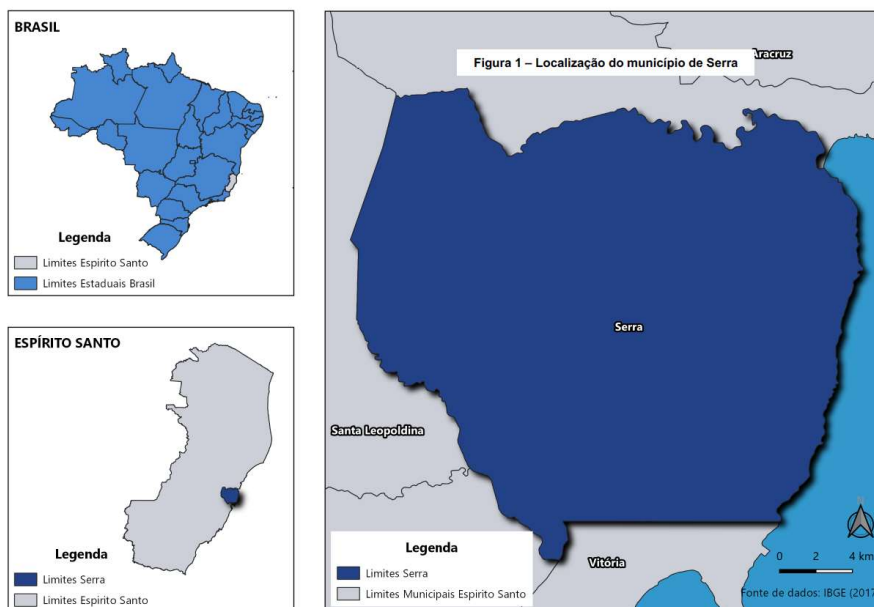 BRASIL
Legenda
Limites Espirito Santo
Limites Estaduais Brasil
ESPÍRITO SANTO
Legenda
Limites Serra
Limites Espirito Santo
Figura 1 – Localização do município de Serra
Aracruz
Serra
Santa Leopoldina
Vitória
Legenda
Limites Serra
Limites Municipais Espirito Santo
N
0 2 4 km
Fonte de dados: IBGE (2017